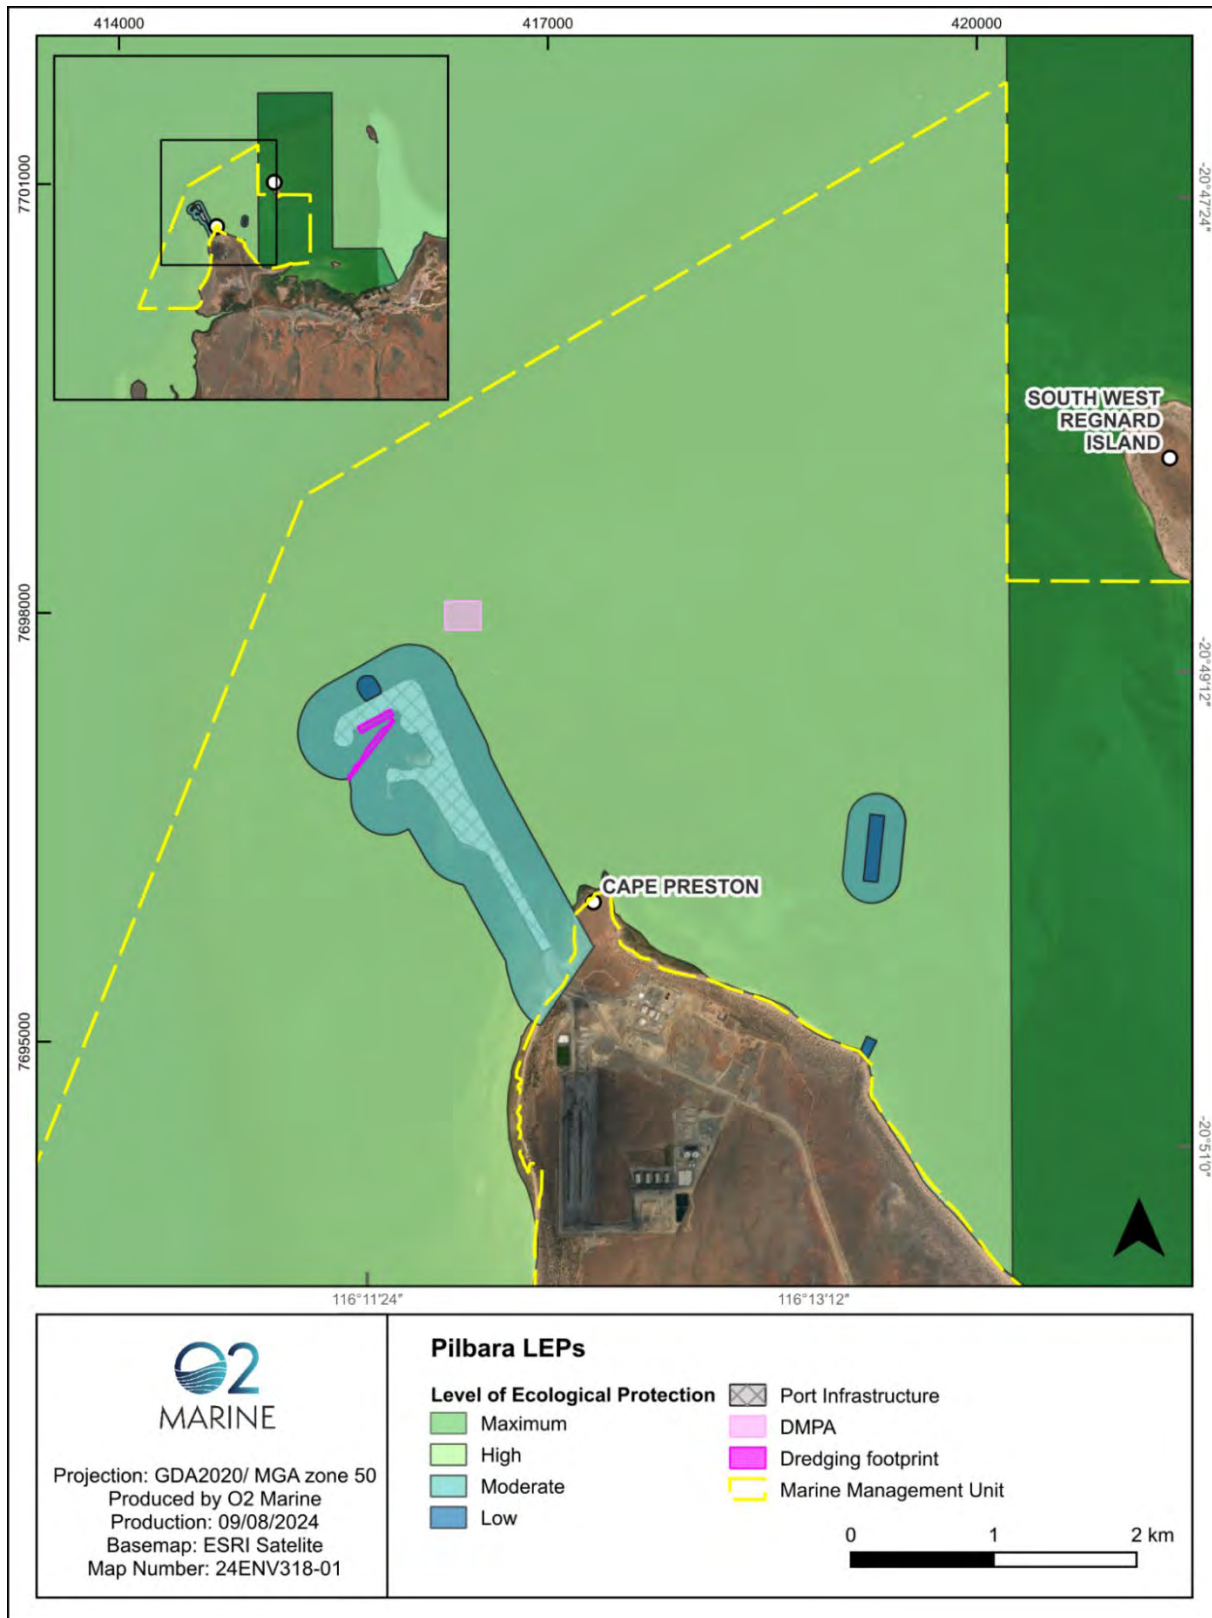 414000
417000
420000
7701000
-20°47'24"
SOUTH WEST
REGNARD
ISLAND
7698000
-20°49'12"
CAPE PRESTON
7695000
-20°51'0"
116°11'24"
116°13'12"
O2
MARINE
Projection: GDA2020/ MGA zone 50
Produced by O2 Marine
Production: 09/08/2024
Basemap: ESRI Satelite
Map Number: 24ENV318-01
Pilbara LEPs
Level of Ecological Protection
Maximum
High
Moderate
Low
Port Infrastructure
DMPA
Dredging footprint
Marine Management Unit
0 1 2 km